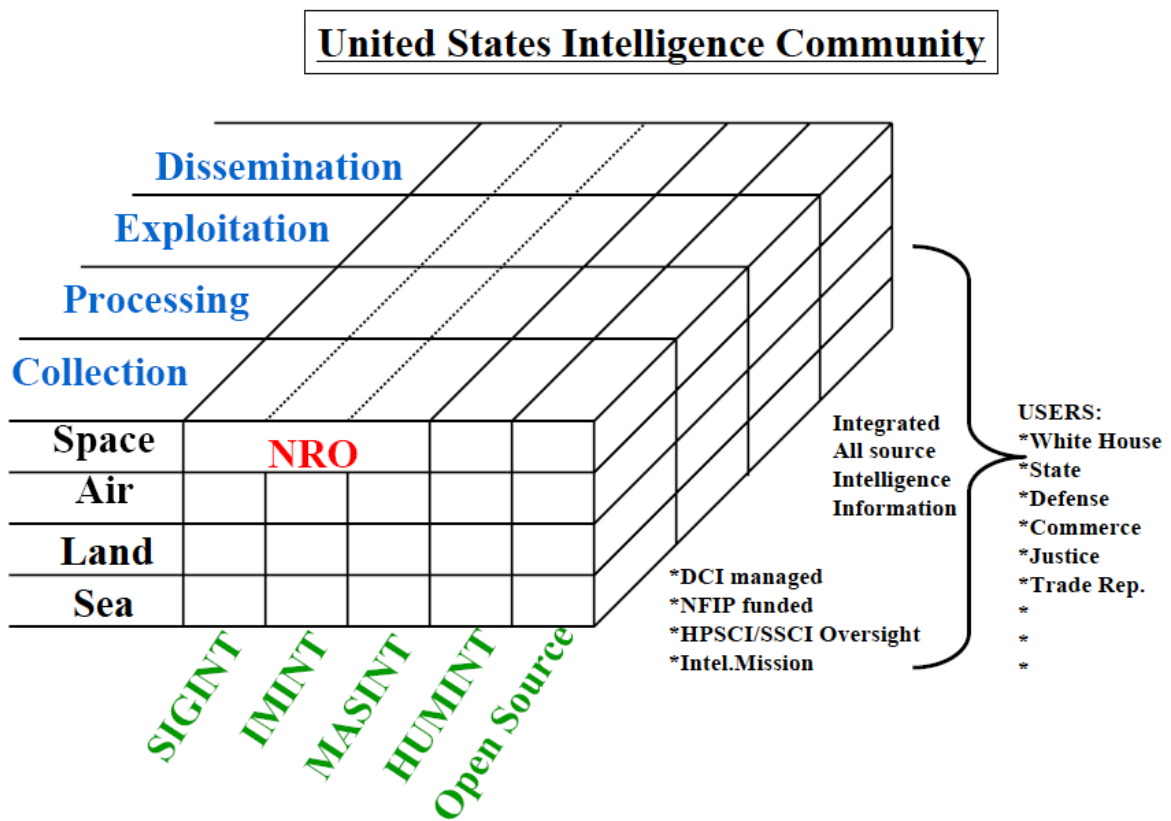 United States Intelligence Community
Dissemination
Exploitation
Processing
Collection
Space
NRO
Air
Land
Sea
SIGINT
IMINT
MASINT
HUMINT
Open Source
Integrated
All source
Intelligence
Information
*DCI managed
*NFIP funded
*HPSCI/SSCI Oversight
*Intel.Mission
USERS:
*White House
*State
*Defense
*Commerce
*Justice
*Trade Rep.
*
*
*